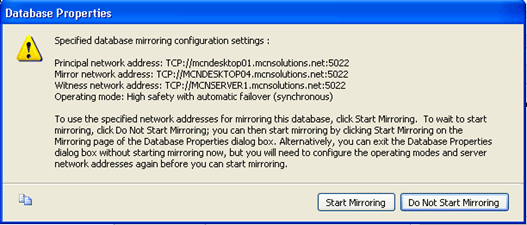 Database Properties
Specified database mirroring configuration settings :
Principal network address: TCP://mcndesktop01.mcnsolutions.net:5022
Mirror network address: TCP://MCNDESKTOP04.mcnsolutions.net:5022
Witness network address: TCP://MCNSERVER1.mcnsolutions.net:5022
Operating mode: High safety with automatic failover (synchronous)
To use the specified network addresses for mirroring this database, click Start Mirroring.  To wait to
start mirroring, click Do Not Start Mirroring; you can then start mirroring by clicking Start Mirroring on the
Mirroring page of the Database Properties dialog box. Alternatively, you can exit the Database Properties
dialog box without starting mirroring now, but you will need to configure the operating modes and server
network addresses again before you can start mirroring.
Start Mirroring
Do Not Start Mirroring